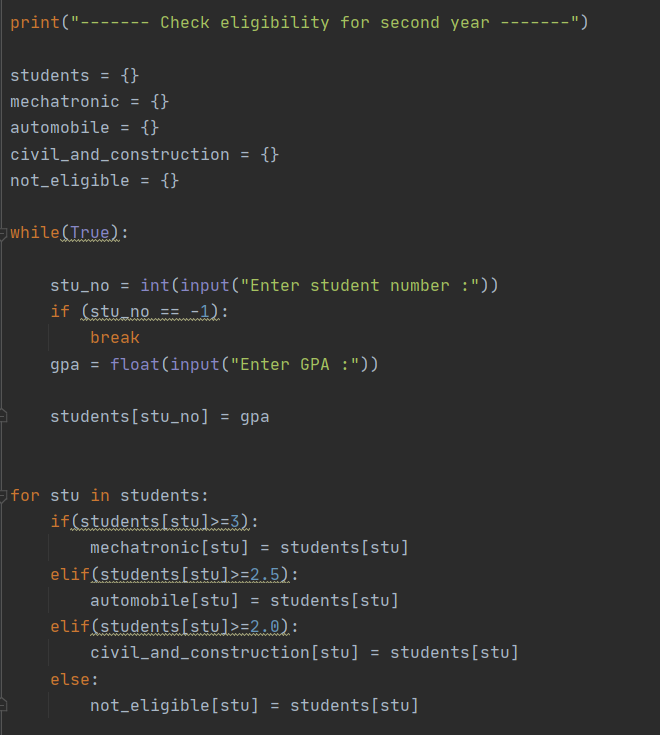 print("------- Check eligibility for second year -------")
students = {}
mechatronic = {}
automobile = {}
civil_and_construction = {}
not_eligible = {}
while(True):
    stu_no = int(input("Enter student number :"))
    if (stu_no == -1):
        break
    gpa = float(input("Enter GPA :"))
    students[stu_no] = gpa
for stu in students:
    if(students[stu]>=3):
        mechatronic[stu] = students[stu]
    elif(students[stu]>=2.5):
        automobile[stu] = students[stu]
    elif(students[stu]>=2.0):
        civil_and_construction[stu] = students[stu]
    else:
        not_eligible[stu] = students[stu]